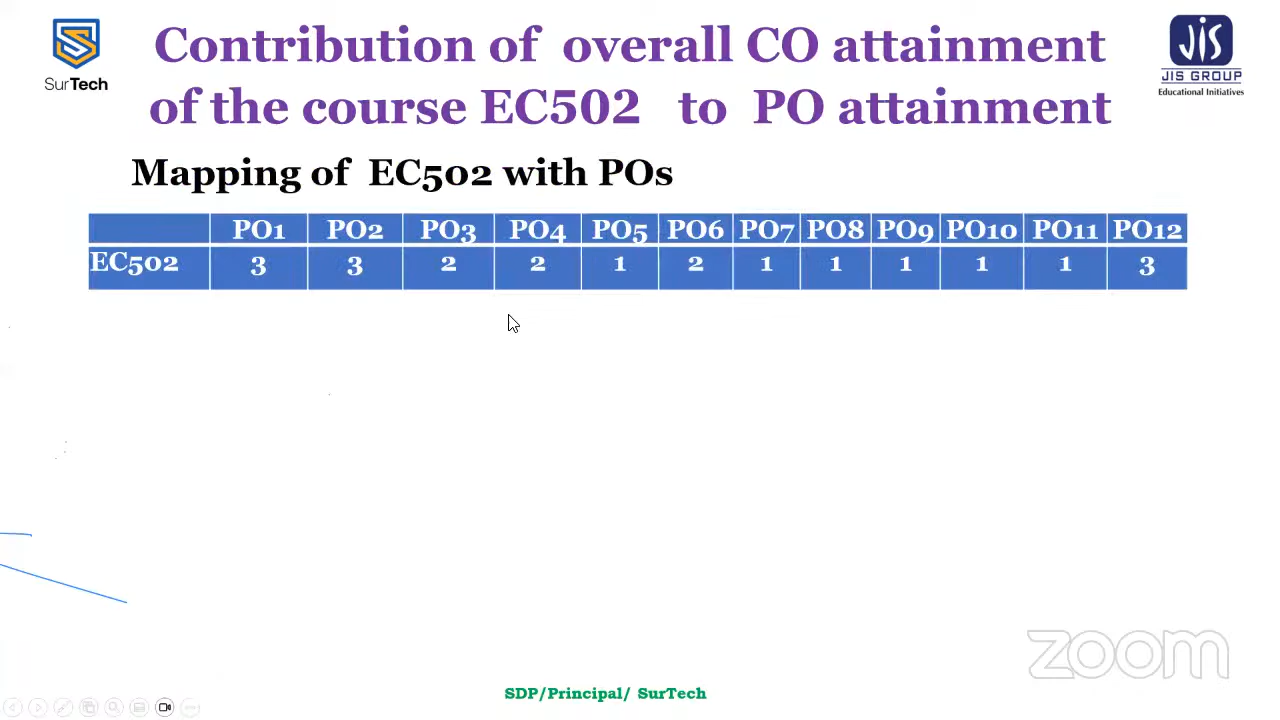 SurTech
Contribution of overall CO attainment
of the course EC502 to PO attainment
JIS
JIS GROUP
Educational Initiatives
Mapping of EC502 with POs
PO1 PO2 PO3 PO4 PO5 PO6 PO7 PO8 PO9 PO10 PO11 PO12
EC502 3 3 2 2 1 2 1 1 1 1 1 3
zoom
SDP/Principal/ SurTech